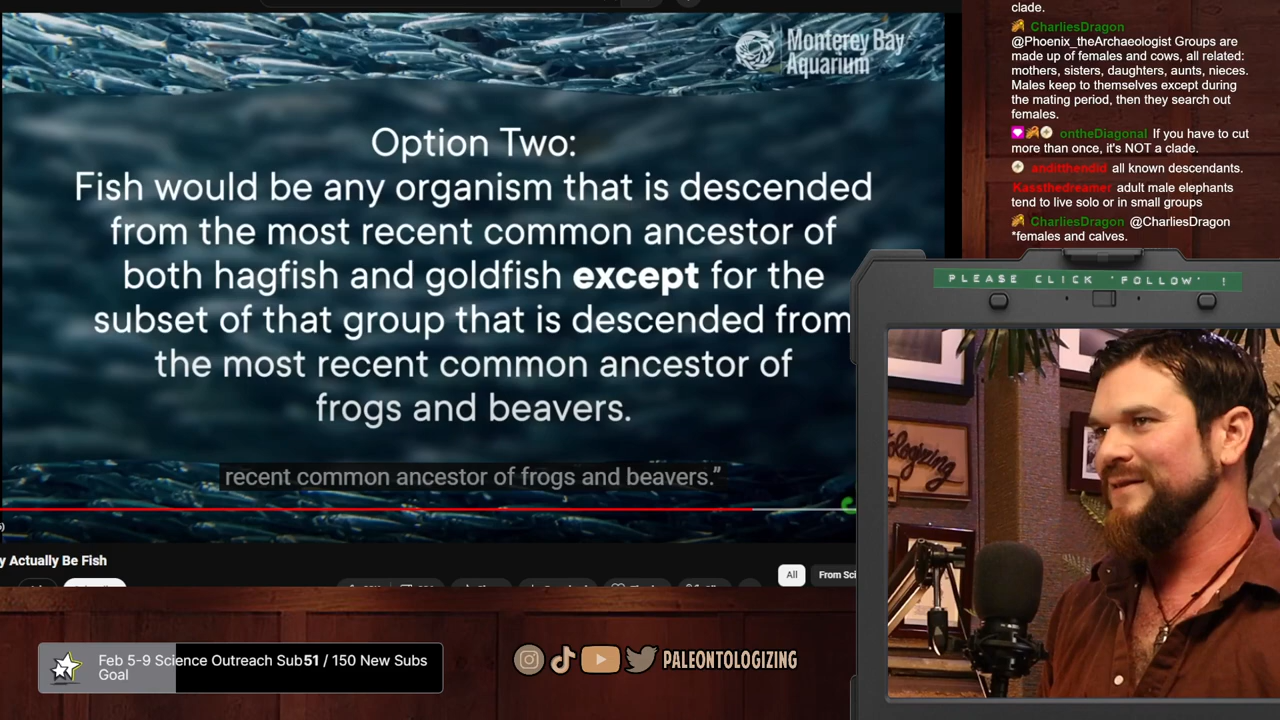 Monterey Bay
Aquarium
Option Two:
Fish would be any organism that is descended
from the most recent common ancestor of
both hagfish and goldfish except for the
subset of that group that is descended from
the most recent common ancestor of
frogs and beavers.
recent common ancestor of frogs and beavers.”
y Actually Be Fish
All
From Sci
Feb 5-9 Science Outreach Sub
Goal
51 / 150 New Subs
PALEONTOLOGIZING
clade.
CharliesDragon
@Phoenix_theArchaeologist Groups are
made up of females and cows, all related:
mothers, sisters, daughters, aunts, nieces.
Males keep to themselves except during
the mating period, then they search out
females.
ontheDiagonal If you have to cut
more than once, it's NOT a clade.
anditthendid all known descendants.
Kassthedreamer adult male elephants
tend to live solo or in small groups
CharliesDragon @CharliesDragon
*females and calves.
PLEASE CLICK 'FOLLOW' !
ologizing